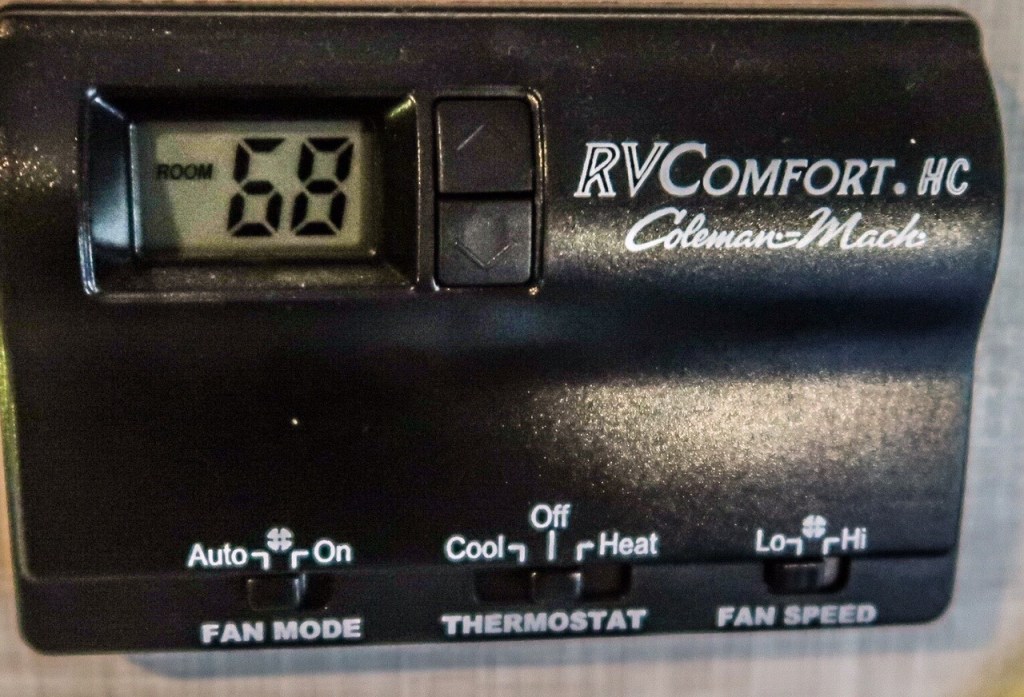 ROOM 68
RVCOMFORT. HC
Coleman-Mach
Auto On
Off
Cool Heat
Lo Hi
FAN MODE
THERMOSTAT
FAN SPEED